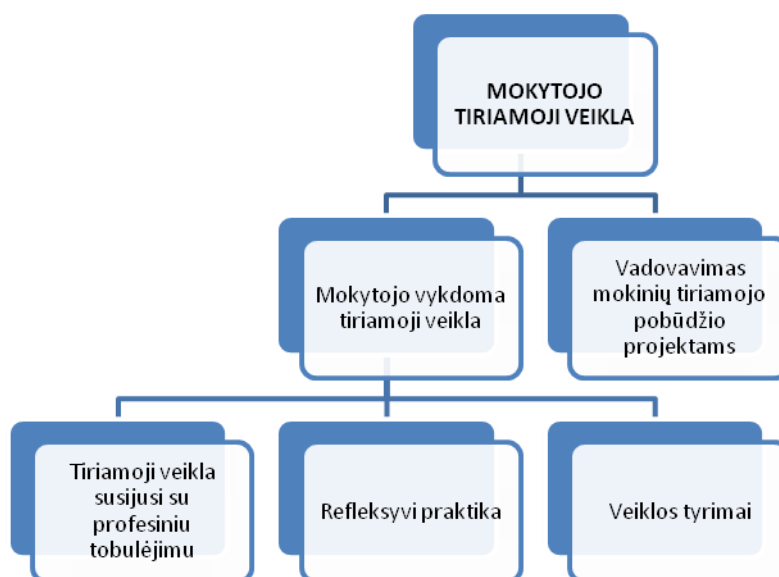 MOKYTOJO
TIRIAMOJI VEIKLA
Mokytojo vykdoma
tiriamoji veikla
Vadovavimas
mokinių tiriamojo
pobūdžio
projektams
Tiriamoji veikla
susijusi su
profesiniu
tobulėjimu
Refleksyvi praktika
Veiklos tyrimai